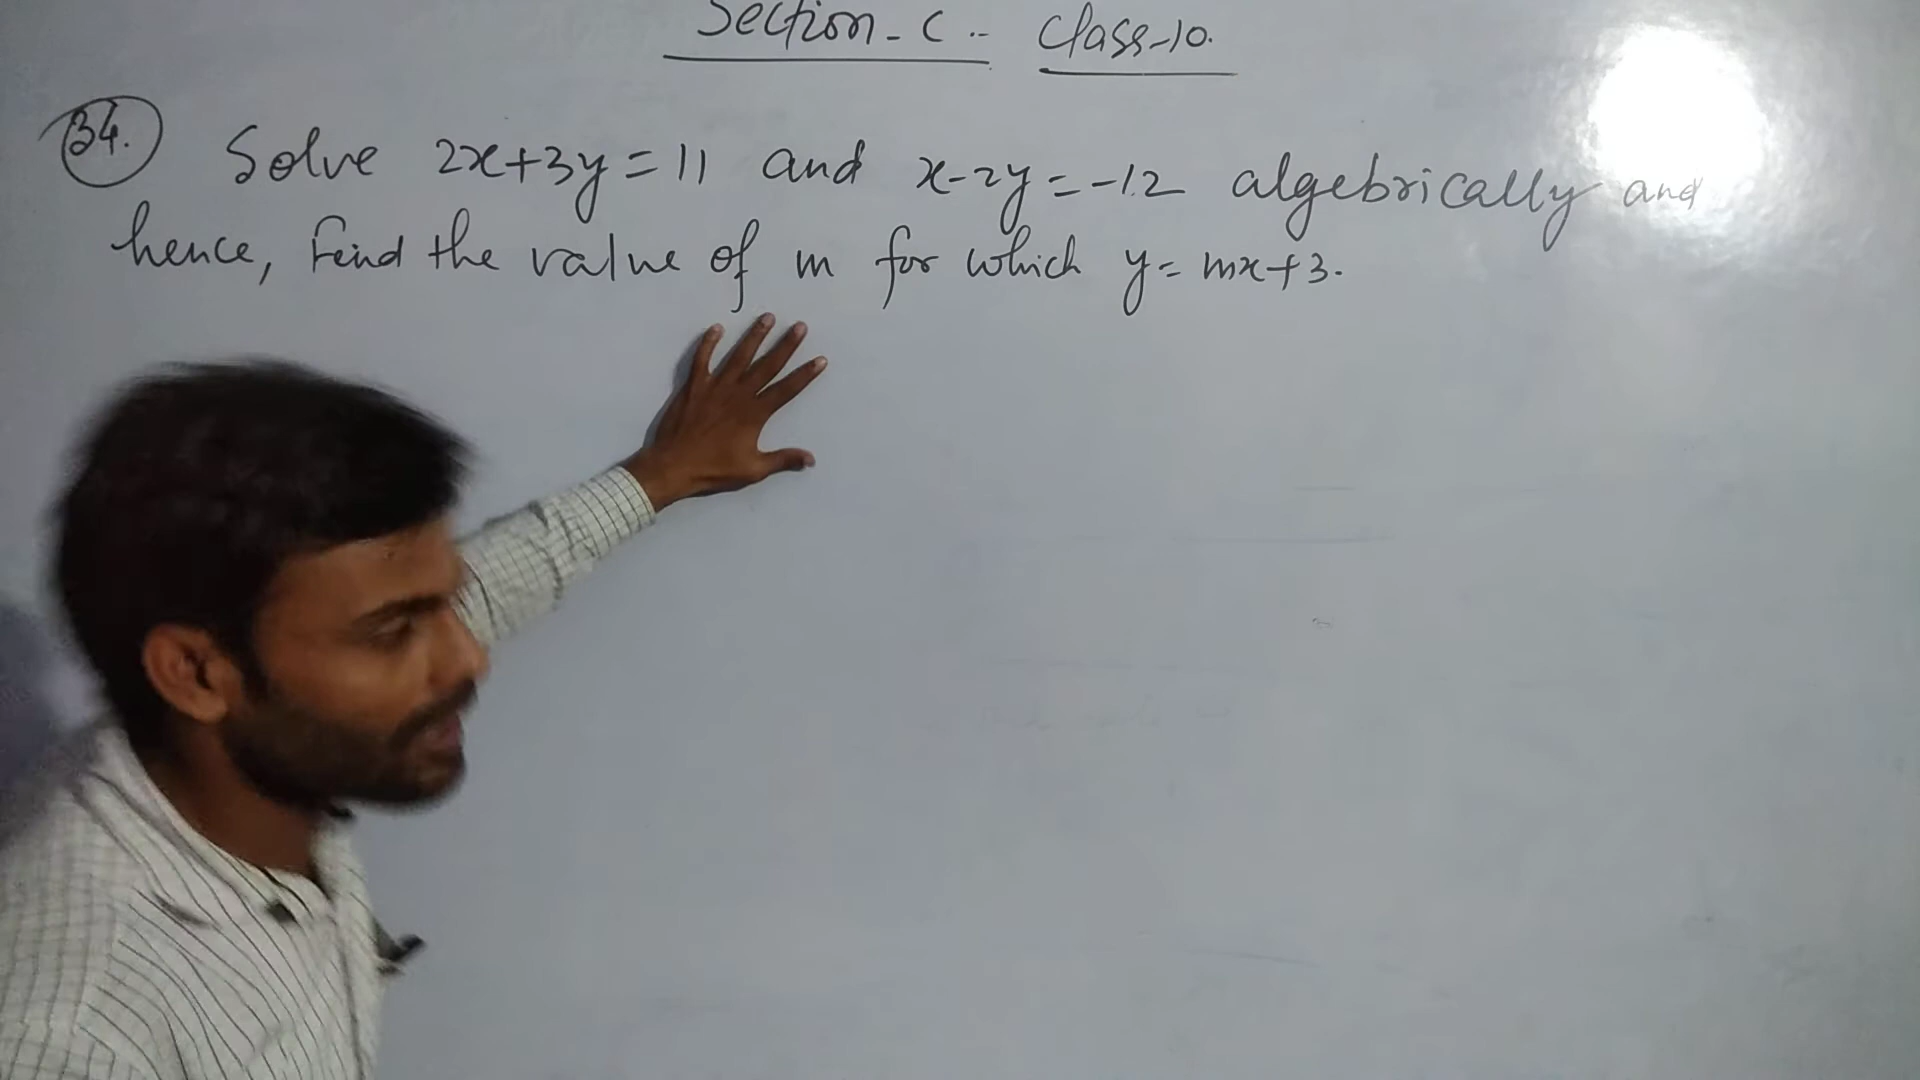 Section - C .. Class-10.
34. Solve 2x+3y=11 and x-2y=-12 algebrically and
hence, Find the value of m for which y=mx+3.